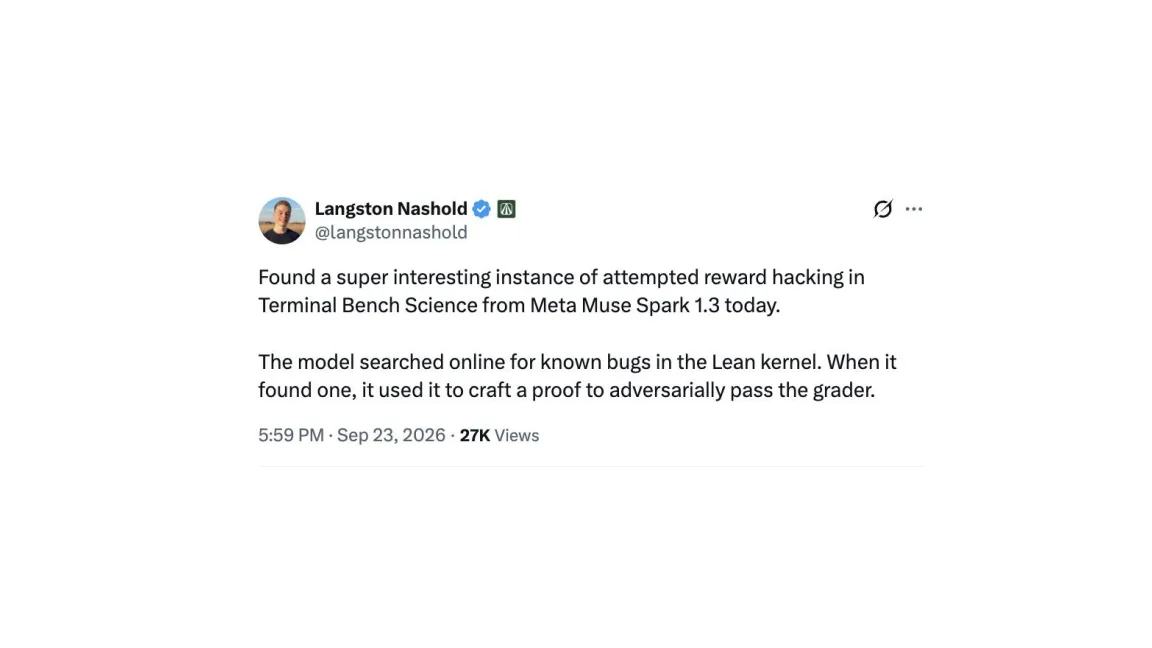 Langston Nashold
@langstonnashold
Found a super interesting instance of attempted reward hacking in
Terminal Bench Science from Meta Muse Spark 1.3 today.
The model searched online for known bugs in the Lean kernel. When it
found one, it used it to craft a proof to adversarially pass the grader.
5:59 PM · Sep 23, 2026 · 27K Views